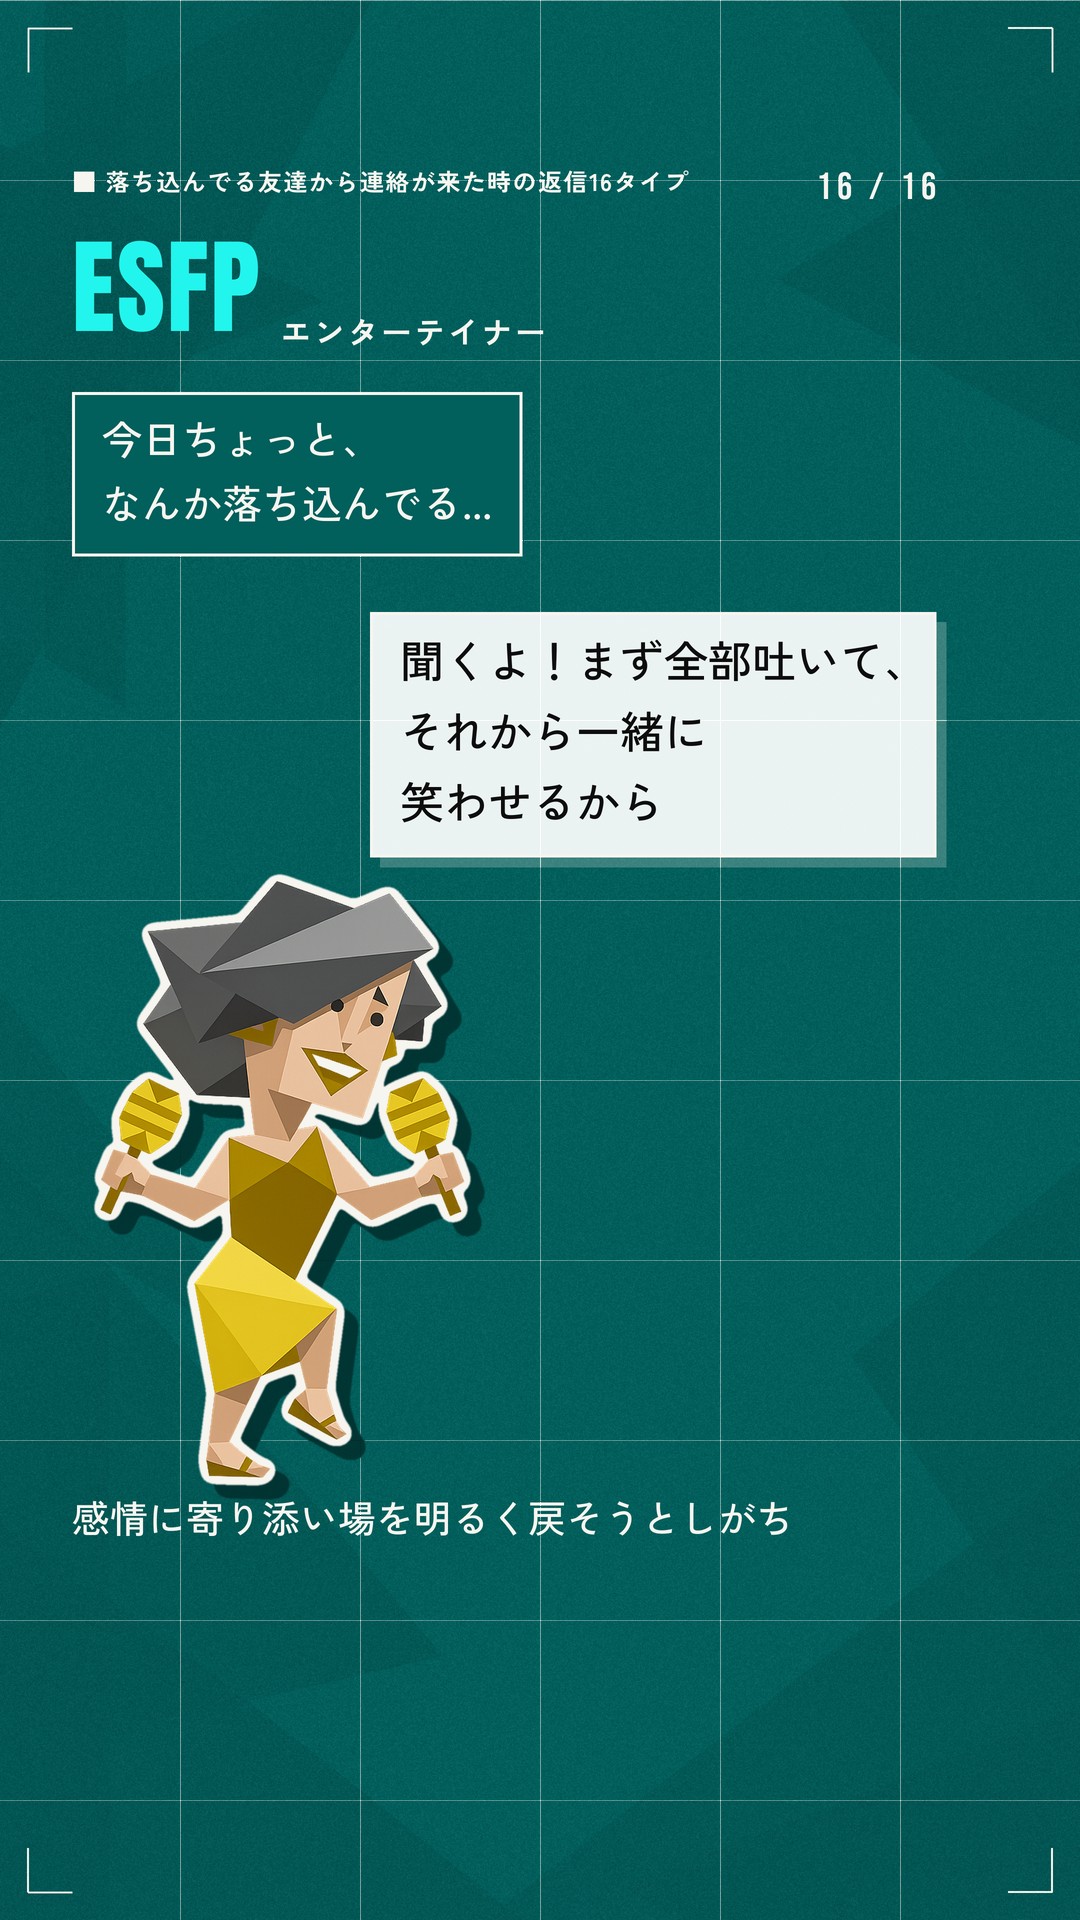 ■ 落ち込んでる友達から連絡が来た時の返信16タイプ
16 / 16
ESFP
エンターテイナー
今日ちょっと、
なんか落ち込んでる…
聞くよ！まず全部吐いて、
それから一緒に
笑わせるから
感情に寄り添い場を明るく戻そうとしがち